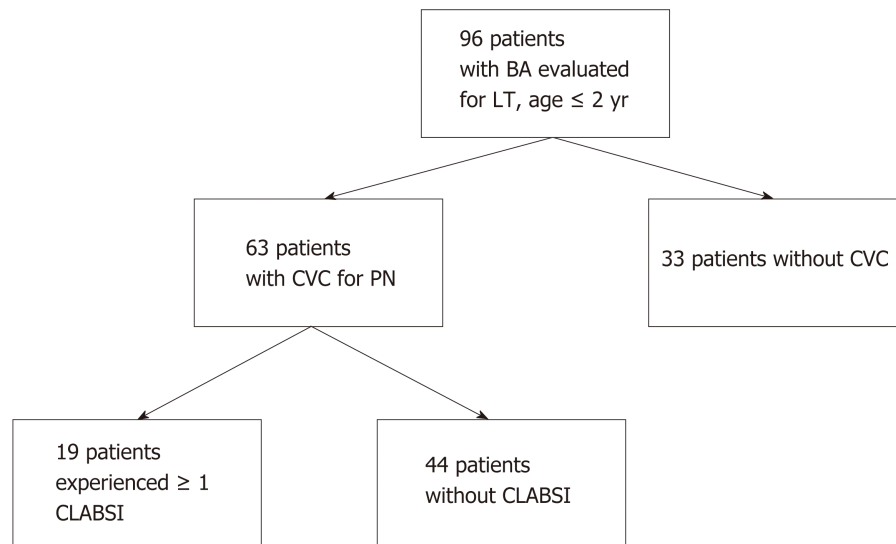 96 patients
with BA evaluated
for LT, age ≤ 2 yr
63 patients
with CVC for PN
33 patients without CVC
19 patients
experienced ≥ 1
CLABSI
44 patients
without CLABSI